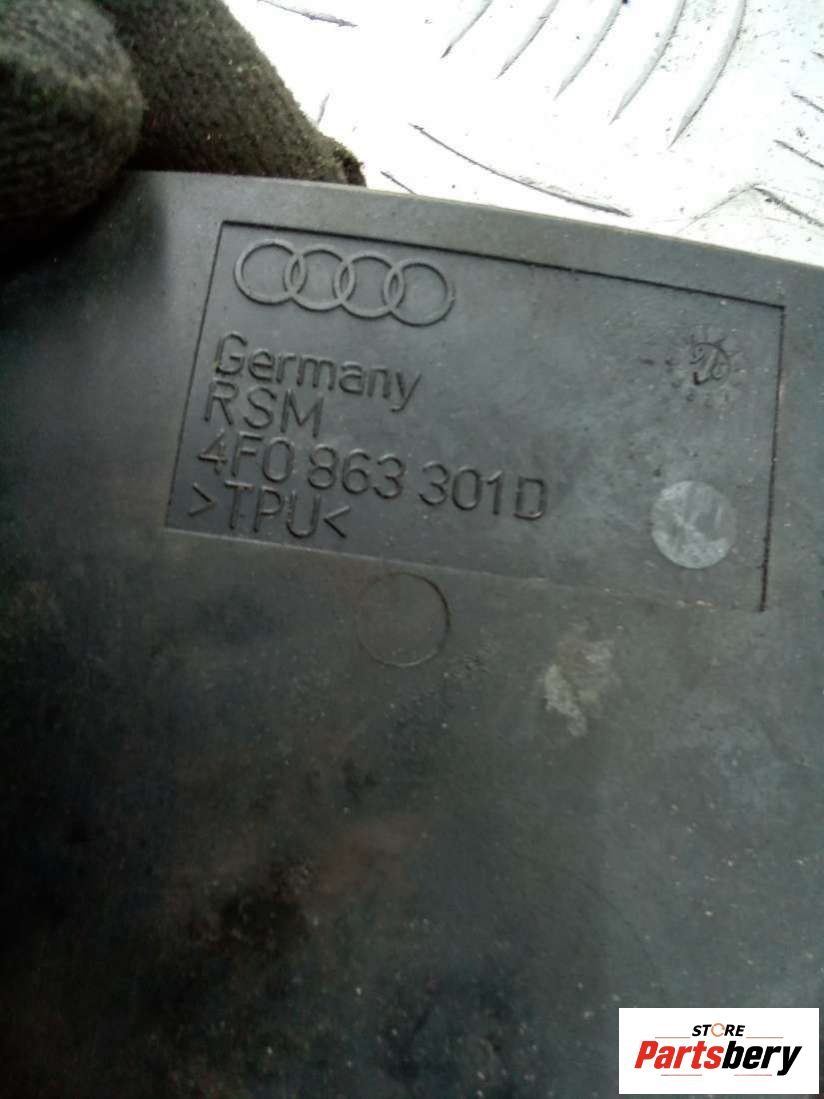 Germany
RSM
4F0 863 301D
>TPU<
STORE
Partsbery